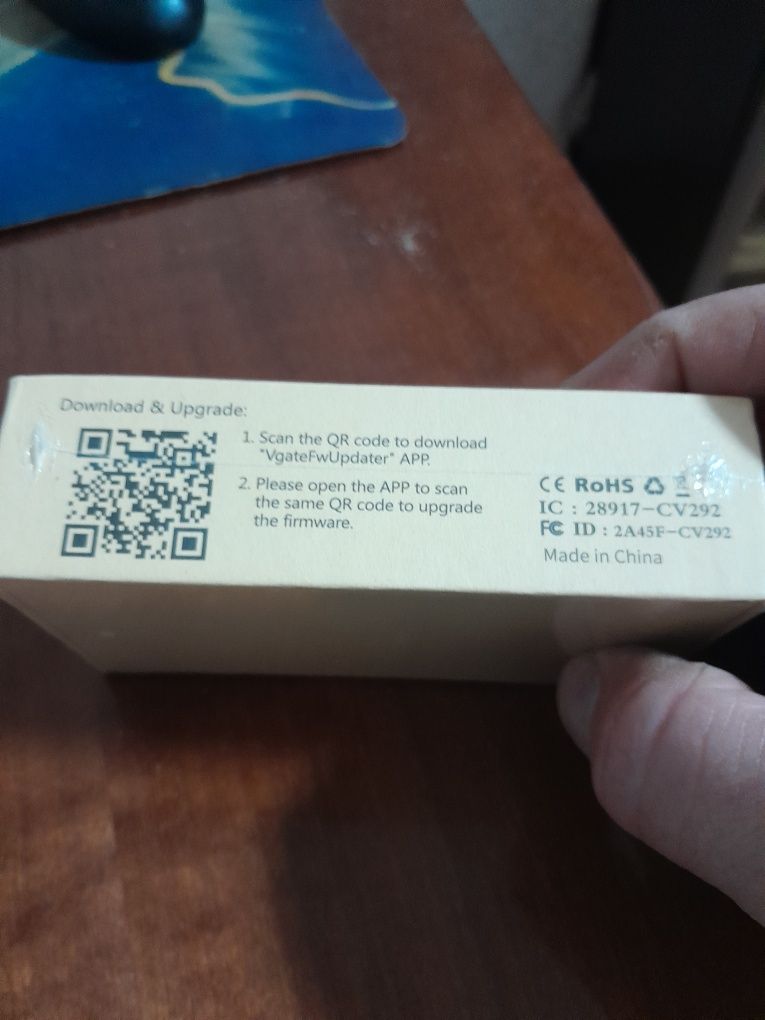 Download & Upgrade:
1. Scan the QR code to download
"VgateFwUpdater" APP.
2. Please open the APP to scan
the same QR code to upgrade
the firmware.
CE RoHS
IC : 28917-CV292
FC ID : 2A45F-CV292
Made in China